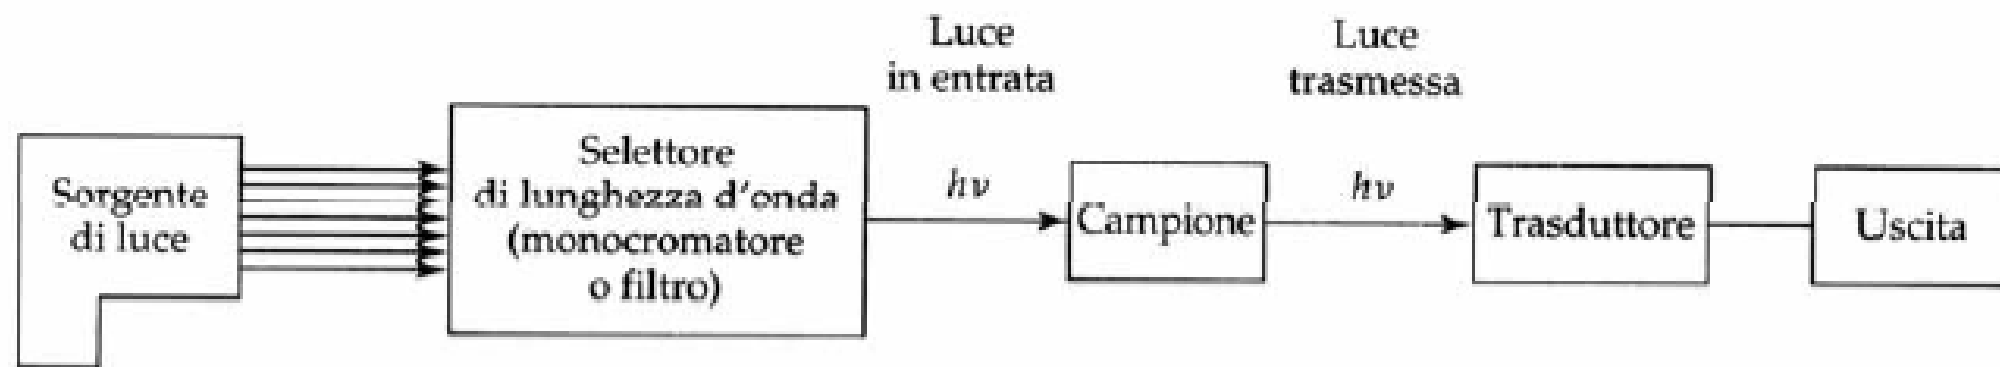 Luce
in entrata
Luce
trasmessa
Sorgente
di luce
Selettore
di lunghezza d'onda
(monocromatore
o filtro)
hν
Campione
hν
Trasduttore
Uscita